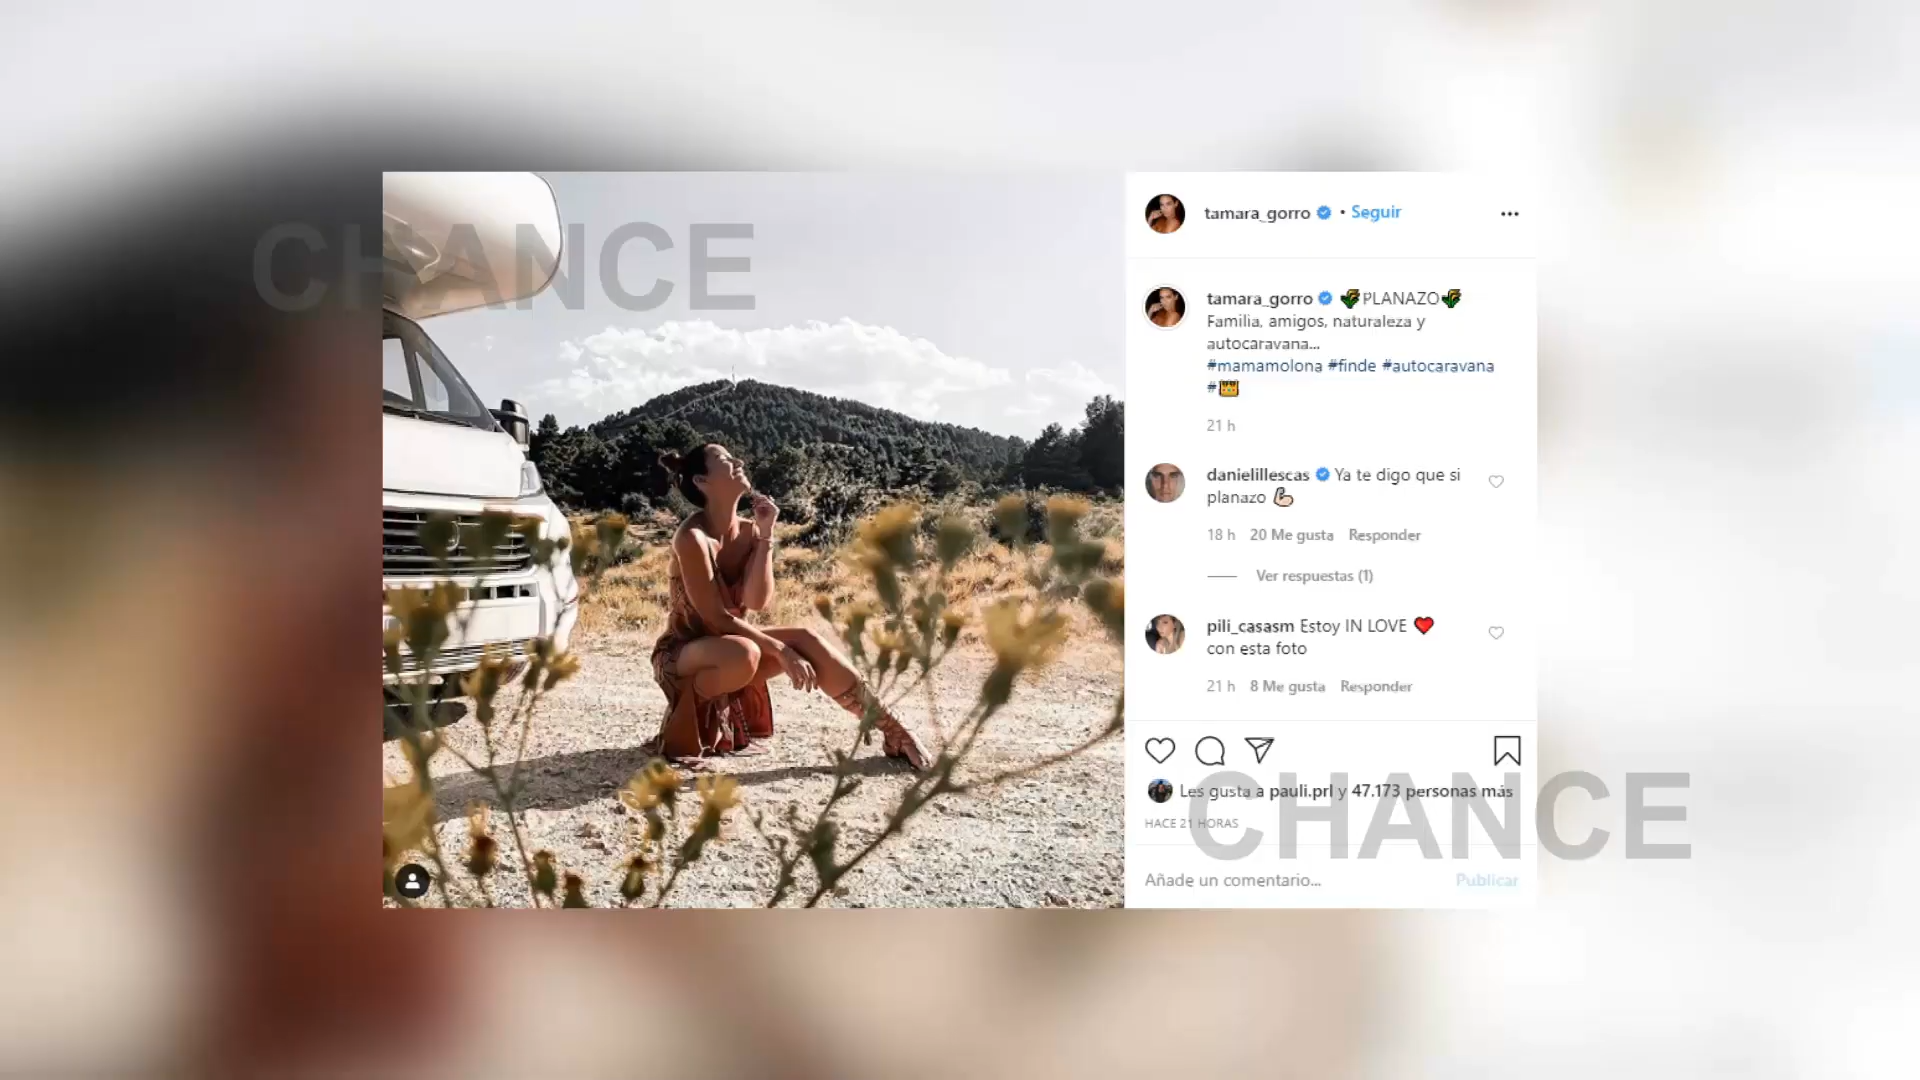 CHANCE
tamara_gorro • Seguir
tamara_gorro 🌾PLANAZO🌾
Familia, amigos, naturaleza y
autocaravana...
#mamamolona #finde #autocaravana
#👑
21 h
danielillescas Ya te digo que si
planazo 💪🏻
18 h 20 Me gusta Responder
Ver respuestas (1)
pili_casasm Estoy IN LOVE ❤️
con esta foto
21 h 8 Me gusta Responder
Les gusta a pauli.prl y 47.173 personas más
HACE 21 HORAS
CHANCE
Añade un comentario...
Publicar